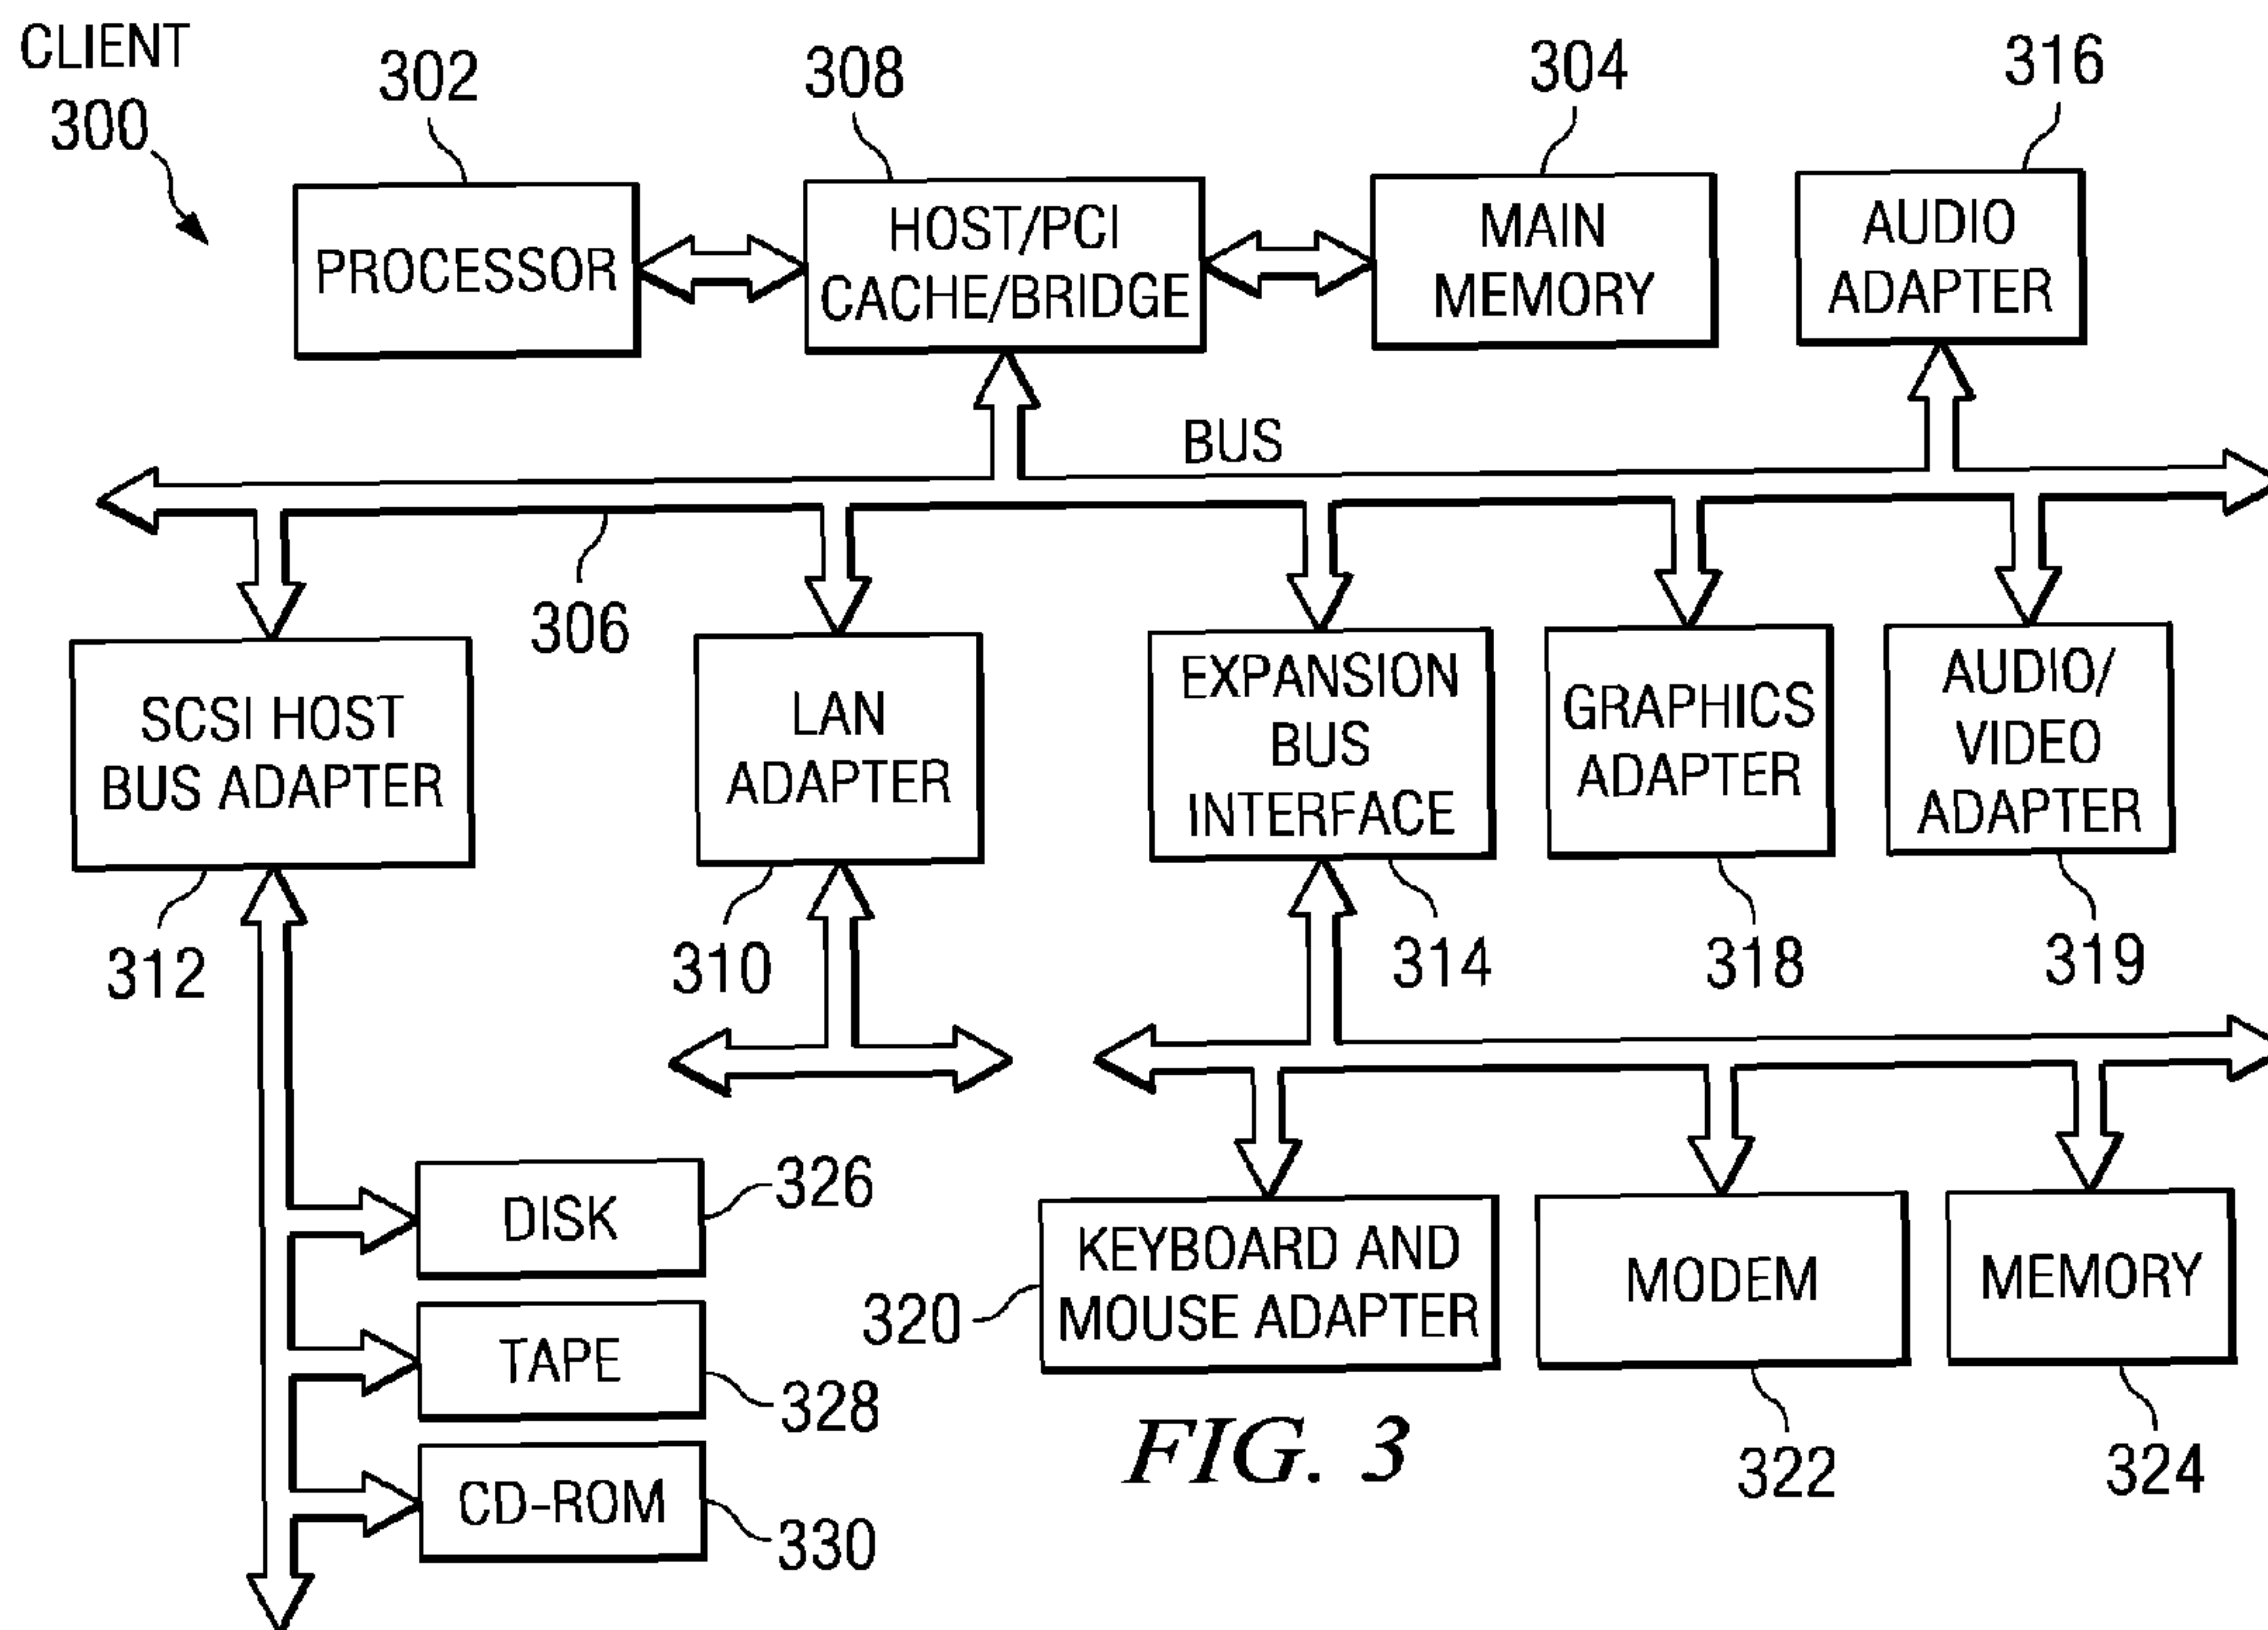 CLIENT
300
302
308
304
316
PROCESSOR
HOST/PCI
CACHE/BRIDGE
MAIN
MEMORY
AUDIO
ADAPTER
BUS
306
SCSI HOST
BUS ADAPTER
LAN
ADAPTER
EXPANSION
BUS
INTERFACE
GRAPHICS
ADAPTER
AUDIO/
VIDEO
ADAPTER
312
310
314
318
319
DISK
326
TAPE
328
CD-ROM
330
320
KEYBOARD AND
MOUSE ADAPTER
MODEM
MEMORY
322
324
FIG. 3